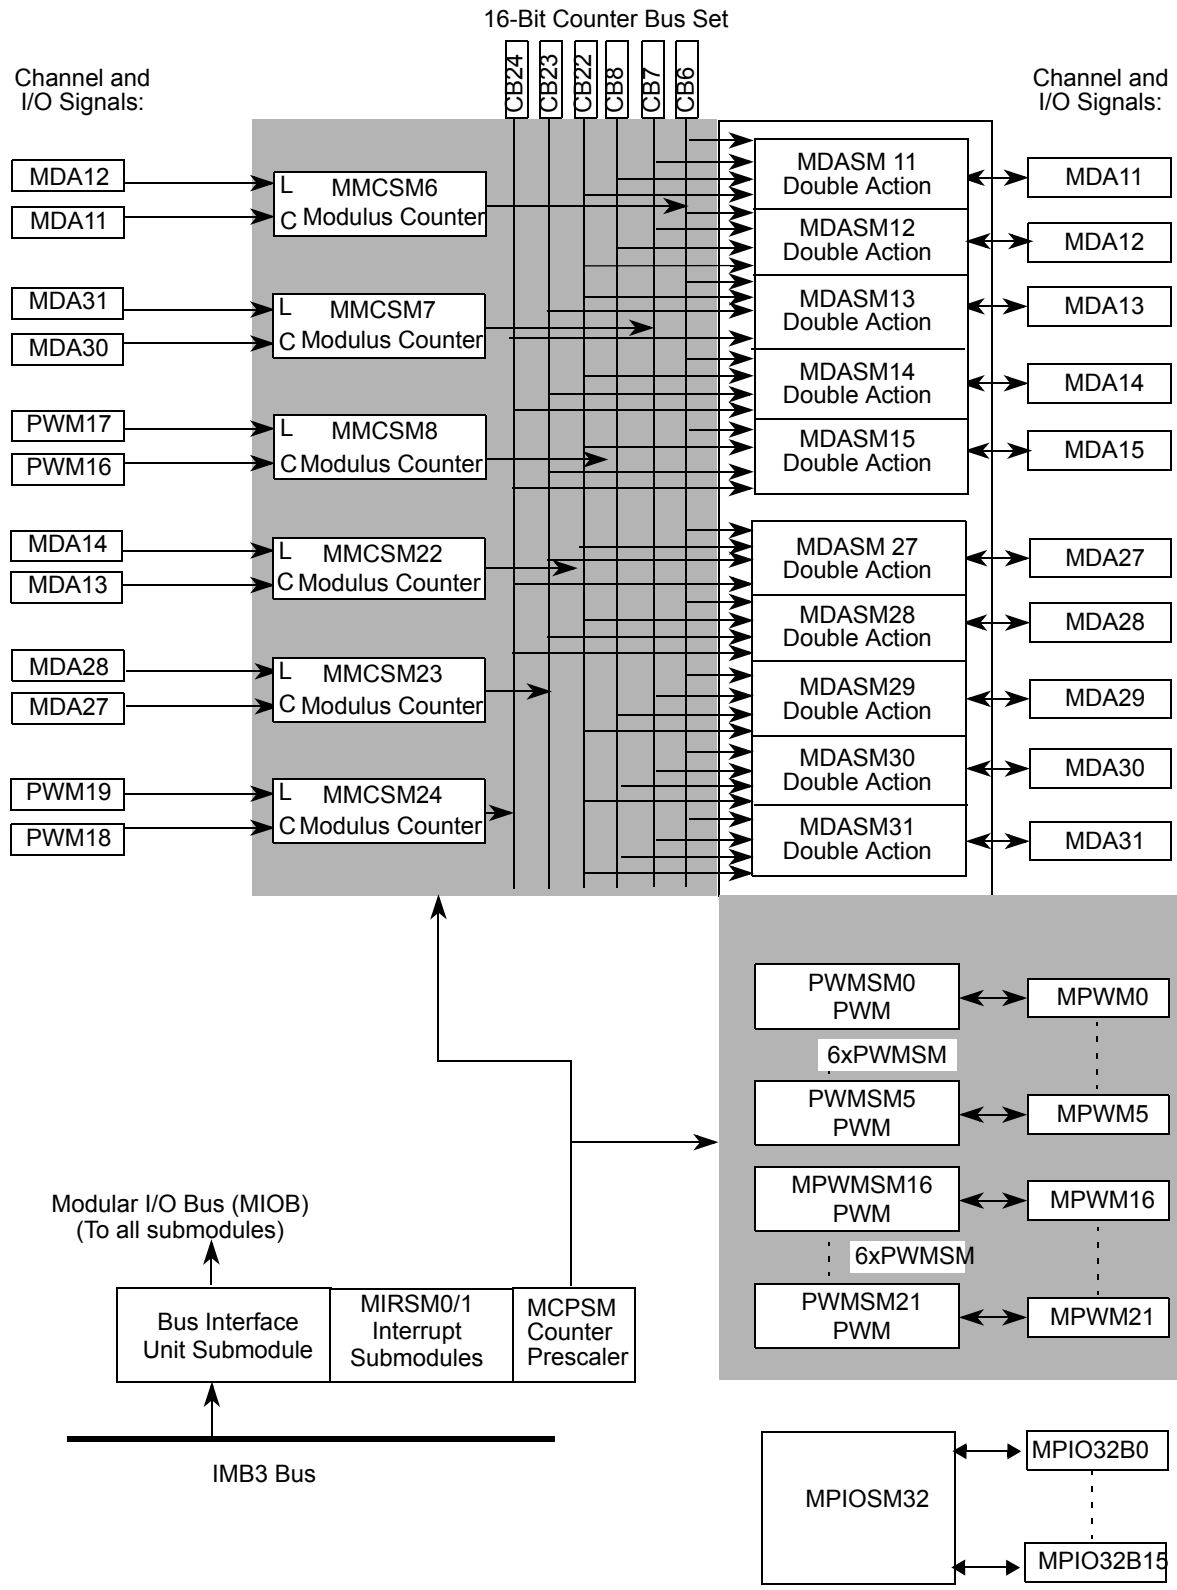 16-Bit Counter Bus Set
CB24
CB23
CB22
CB8
CB7
CB6
Channel and
I/O Signals:
Channel and
I/O Signals:
MDA12
MDA11
L
C
MMCSM6
Modulus Counter
MDA31
MDA30
L
C
MMCSM7
Modulus Counter
PWM17
PWM16
L
C
MMCSM8
Modulus Counter
MDA14
MDA13
L
C
MMCSM22
Modulus Counter
MDA28
MDA27
L
C
MMCSM23
Modulus Counter
PWM19
PWM18
L
C
MMCSM24
Modulus Counter
MDASM 11
Double Action
MDA11
MDASM12
Double Action
MDA12
MDASM13
Double Action
MDA13
MDASM14
Double Action
MDA14
MDASM15
Double Action
MDA15
MDASM 27
Double Action
MDA27
MDASM28
Double Action
MDA28
MDASM29
Double Action
MDA29
MDASM30
Double Action
MDA30
MDASM31
Double Action
MDA31
PWMSM0
PWM
MPWM0
6xPWMSM
PWMSM5
PWM
MPWM5
MPWMSM16
PWM
MPWM16
6xPWMSM
PWMSM21
PWM
MPWM21
Modular I/O Bus (MIOB)
(To all submodules)
Bus Interface
Unit Submodule
MIRSM0/1
Interrupt
Submodules
MCPSM
Counter
Prescaler
IMB3 Bus
MPIOSM32
MPIO32B0
MPIO32B15